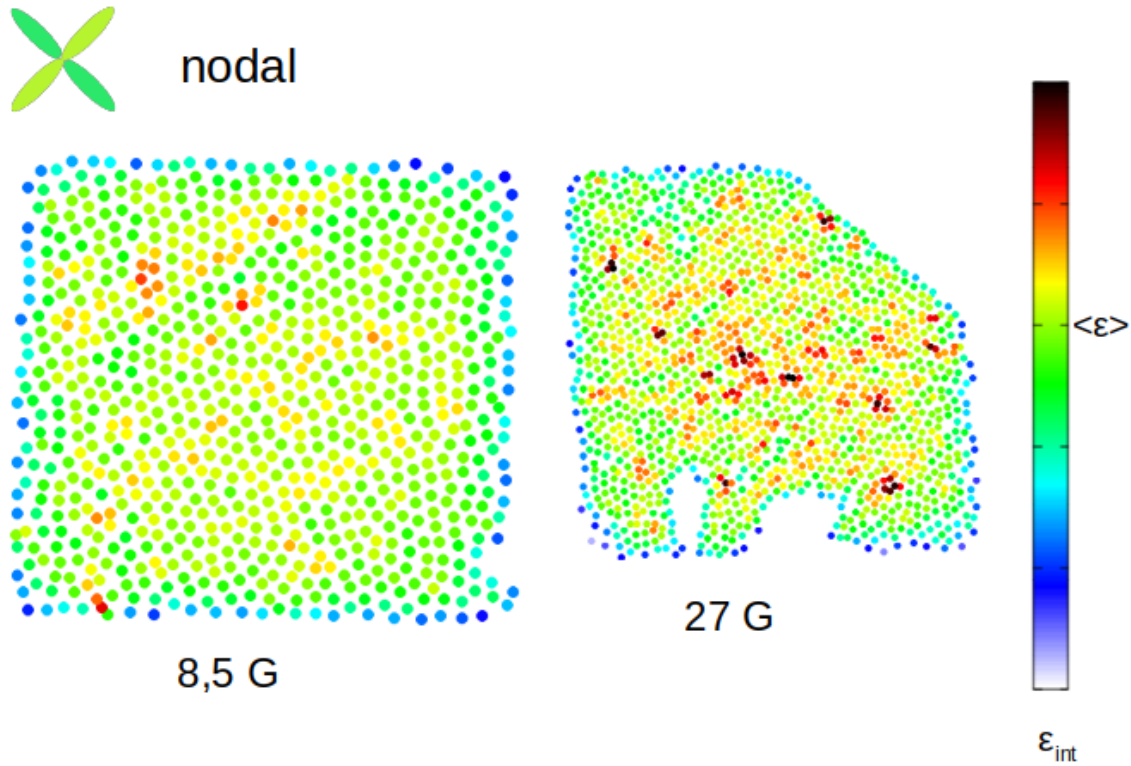 nodal
<ε>
27 G
8,5 G
ε_int